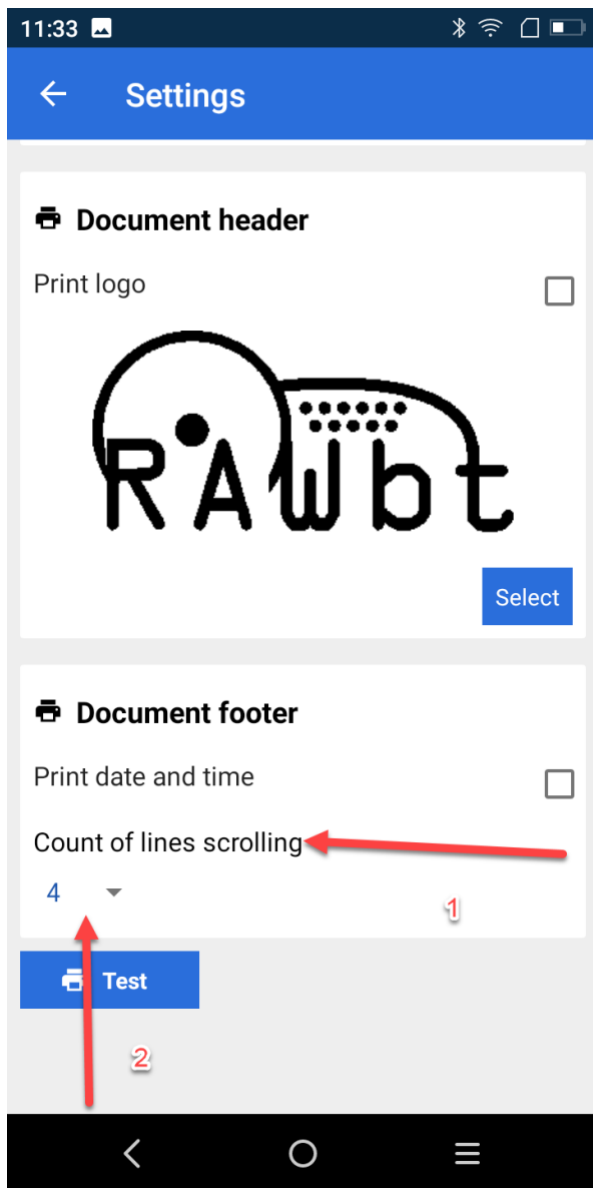 11:33
Settings
Document header
Print logo
RAWbt
Select
Document footer
Print date and time
Count of lines scrolling
4
1
Test
2